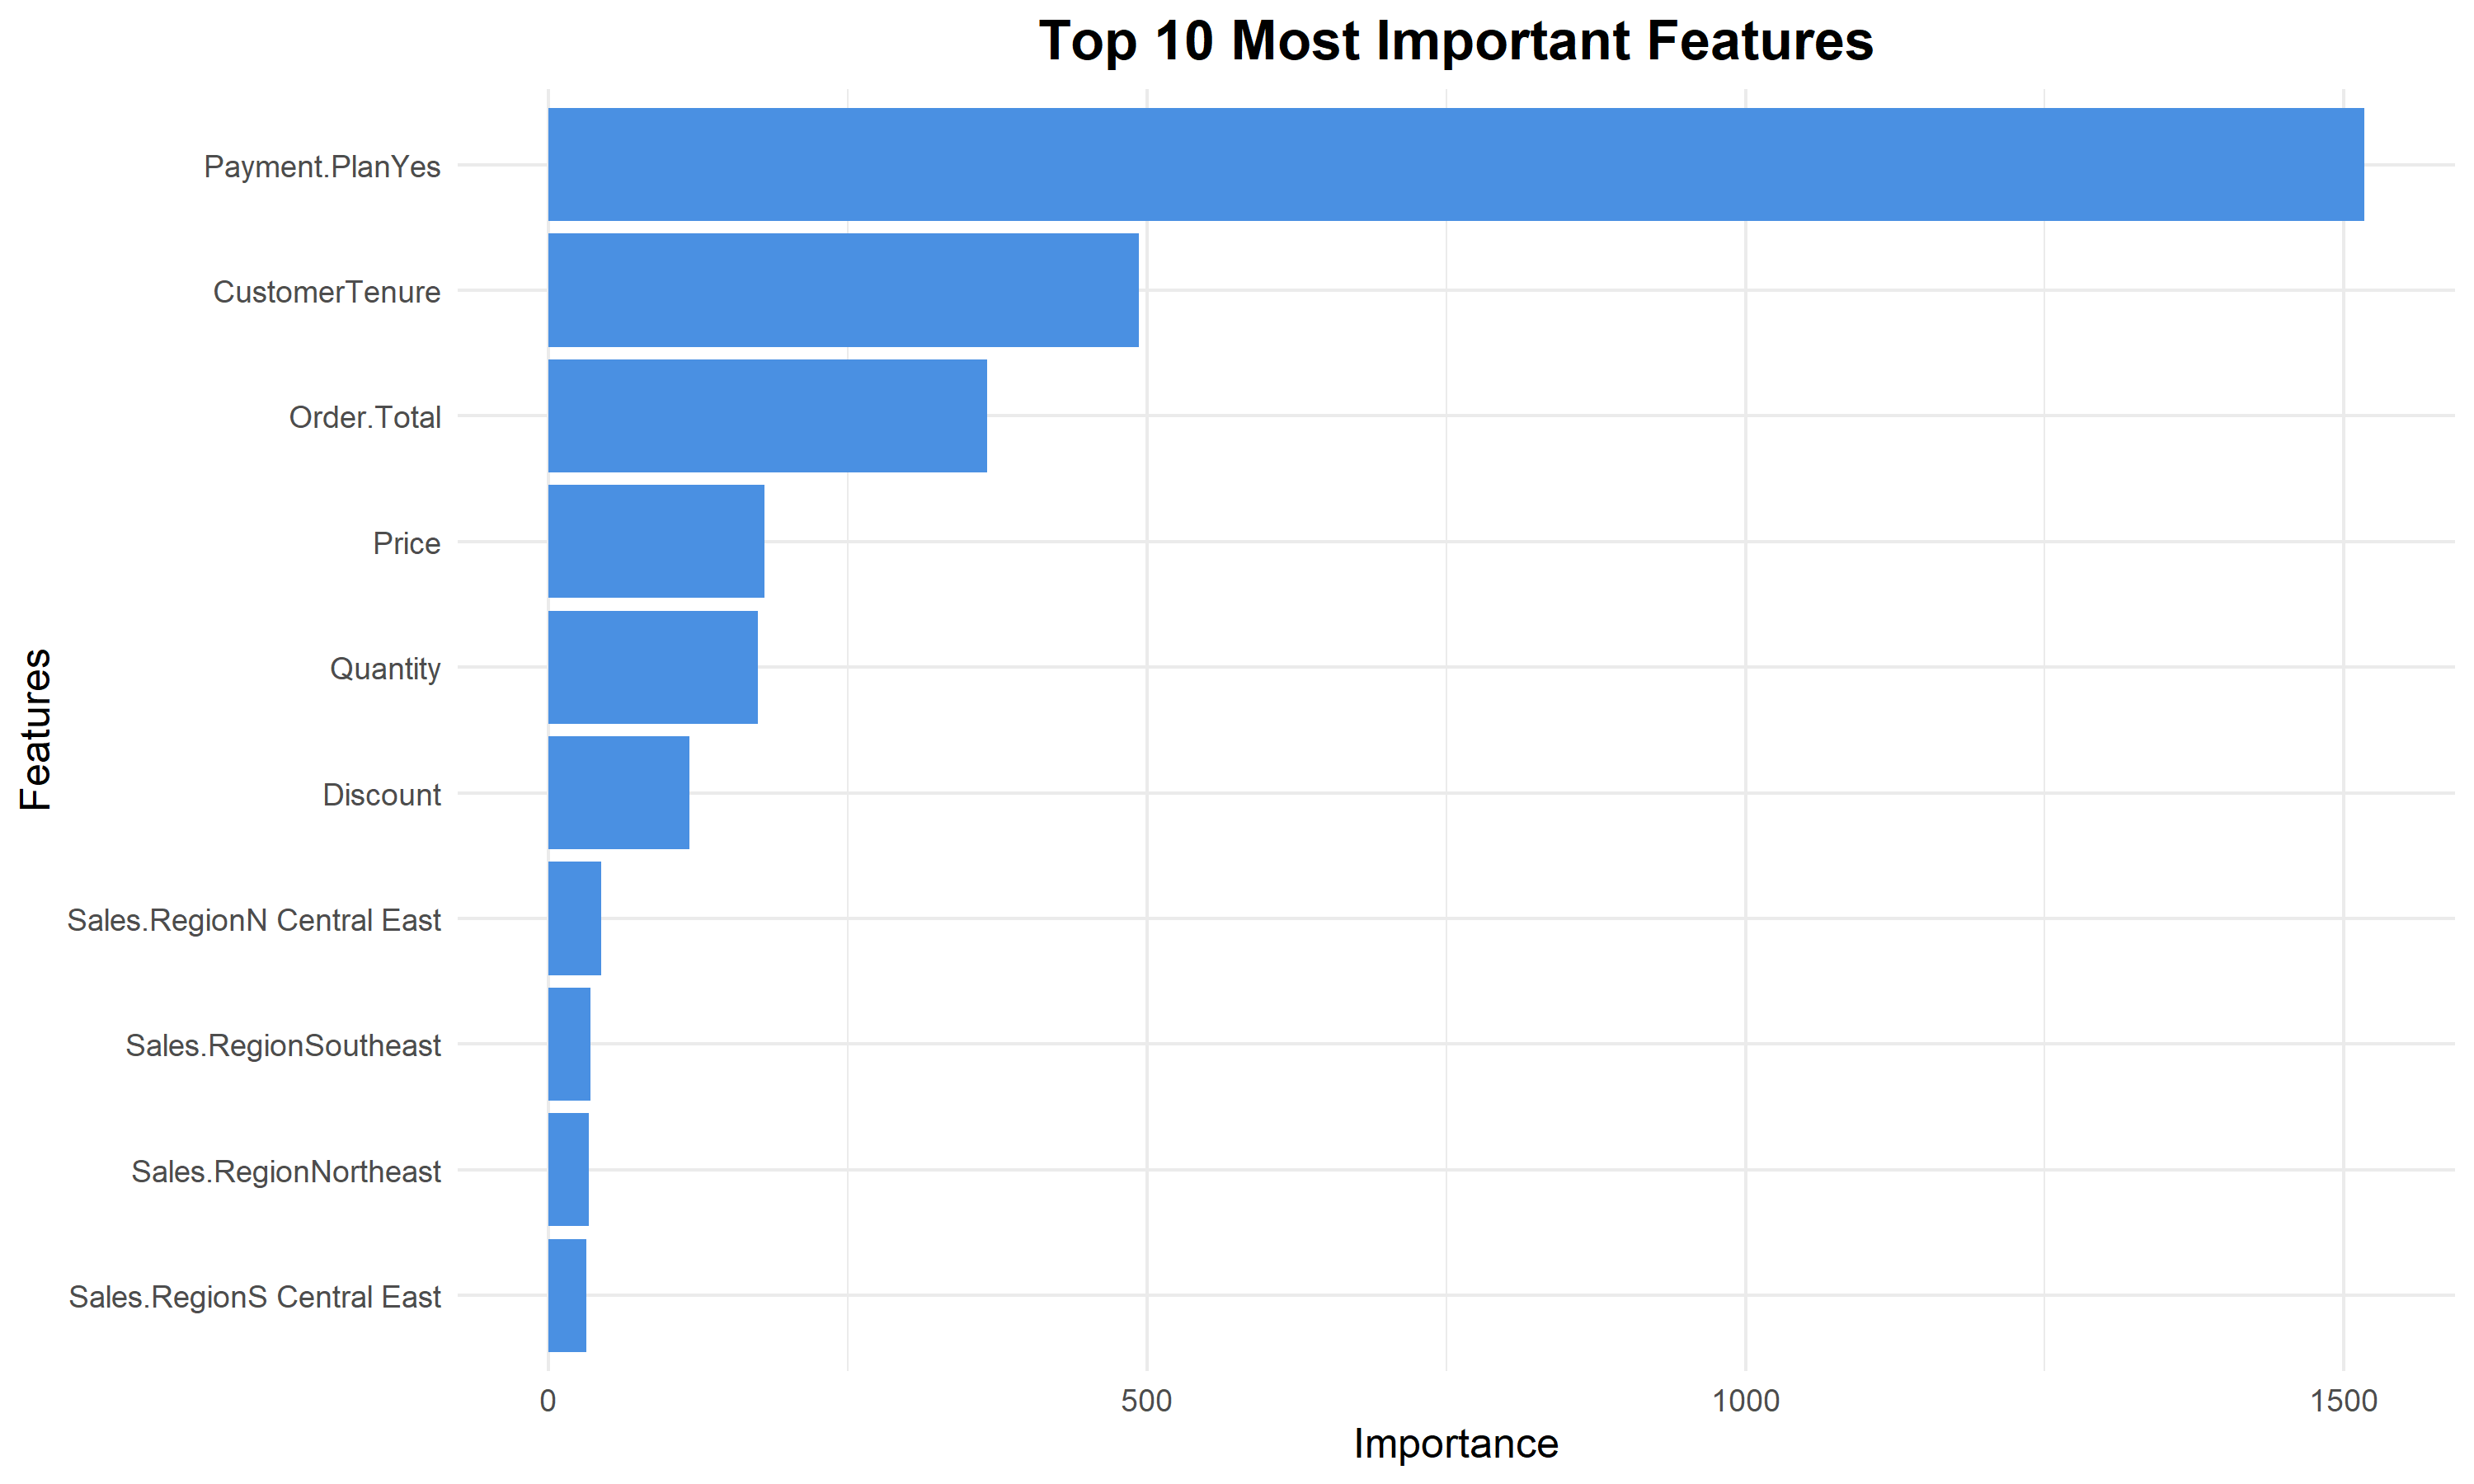 Top 10 Most Important Features
Features
Payment.PlanYes
CustomerTenure
Order.Total
Price
Quantity
Discount
Sales.RegionN Central East
Sales.RegionSoutheast
Sales.RegionNortheast
Sales.RegionS Central East
0 500 1000 1500
Importance